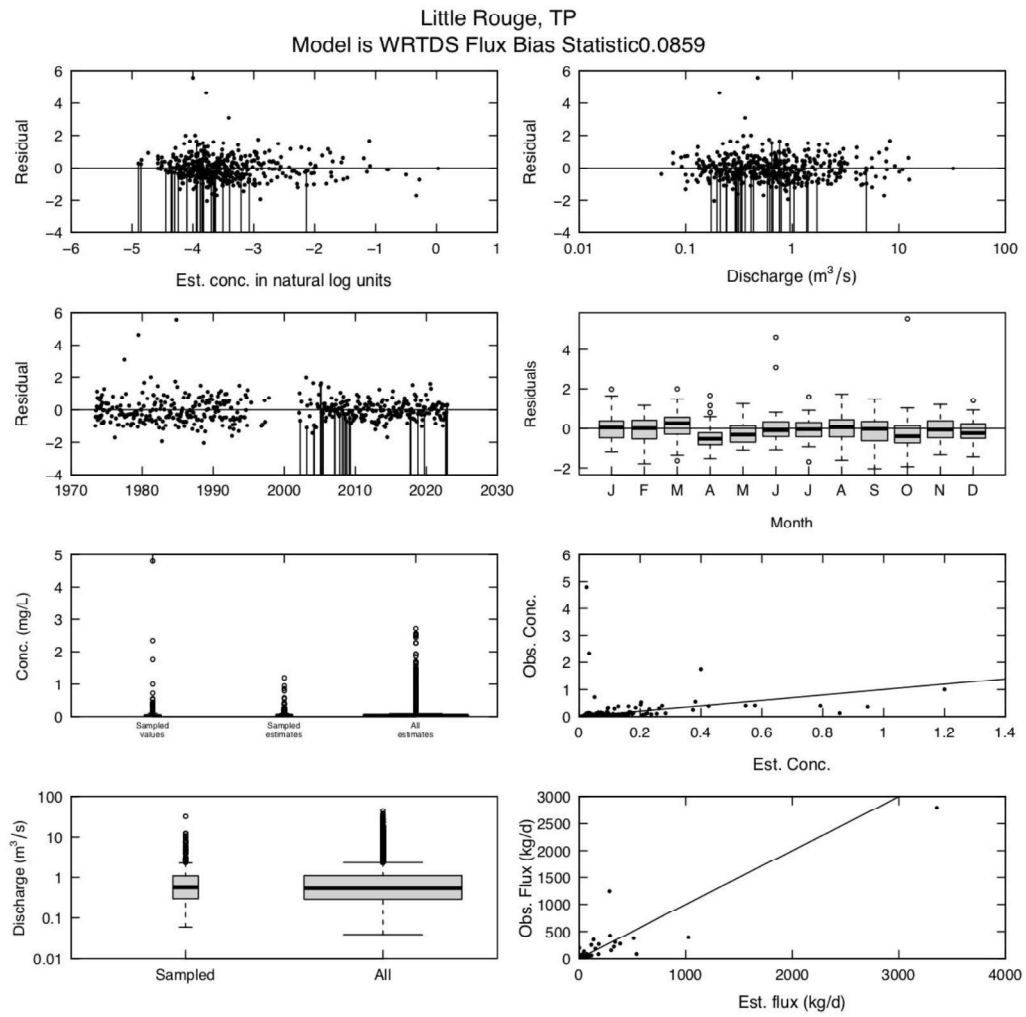 Little Rouge, TP
Model is WRTDS Flux Bias Statistic0.0859
Residual
6
4
2
0
−2
−4
−6
−5
−4
−3
−2
−1
0
1
Est. conc. in natural log units
Residual
6
4
2
0
−2
−4
0.01
0.1
1
10
100
Discharge (m³/s)
Residual
6
4
2
0
−2
−4
1970
1980
1990
2000
2010
2020
2030
Residuals
4
2
0
−2
J
F
M
A
M
J
J
A
S
O
N
D
Month
Conc. (mg/L)
5
4
3
2
1
0
Sampled
values
Sampled
estimates
All
estimates
Obs. Conc.
6
5
4
3
2
1
0
0
0.2
0.4
0.6
0.8
1
1.2
1.4
Est. Conc.
Discharge (m³/s)
100
10
1
0.1
0.01
Sampled
All
Obs. Flux (kg/d)
3000
2500
2000
1500
1000
500
0
0
1000
2000
3000
4000
Est. flux (kg/d)